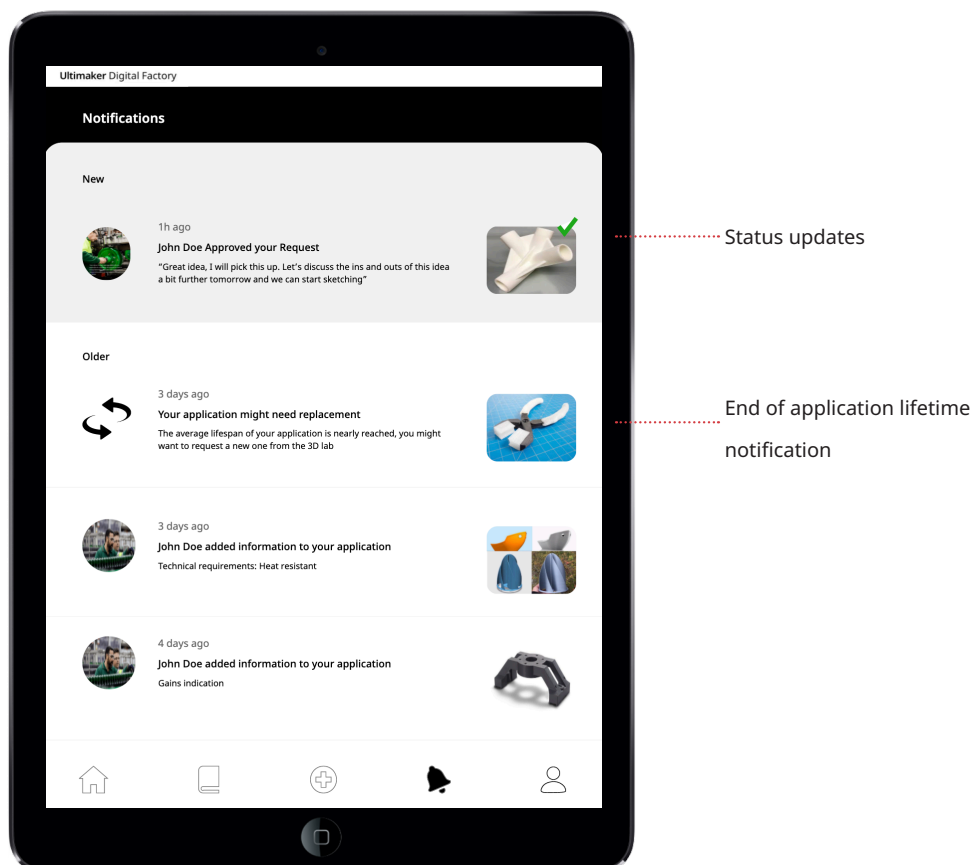 Ultimaker Digital Factory
Notifications
New
1h ago
John Doe Approved your Request
“Great idea, I will pick this up. Let’s discuss the ins and outs of this idea
a bit further tomorrow and we can start sketching”
Status updates
Older
3 days ago
Your application might need replacement
The average lifespan of your application is nearly reached, you might
want to request a new one from the 3D lab
End of application lifetime
notification
3 days ago
John Doe added information to your application
Technical requirements: Heat resistant
4 days ago
John Doe added information to your application
Gains indication